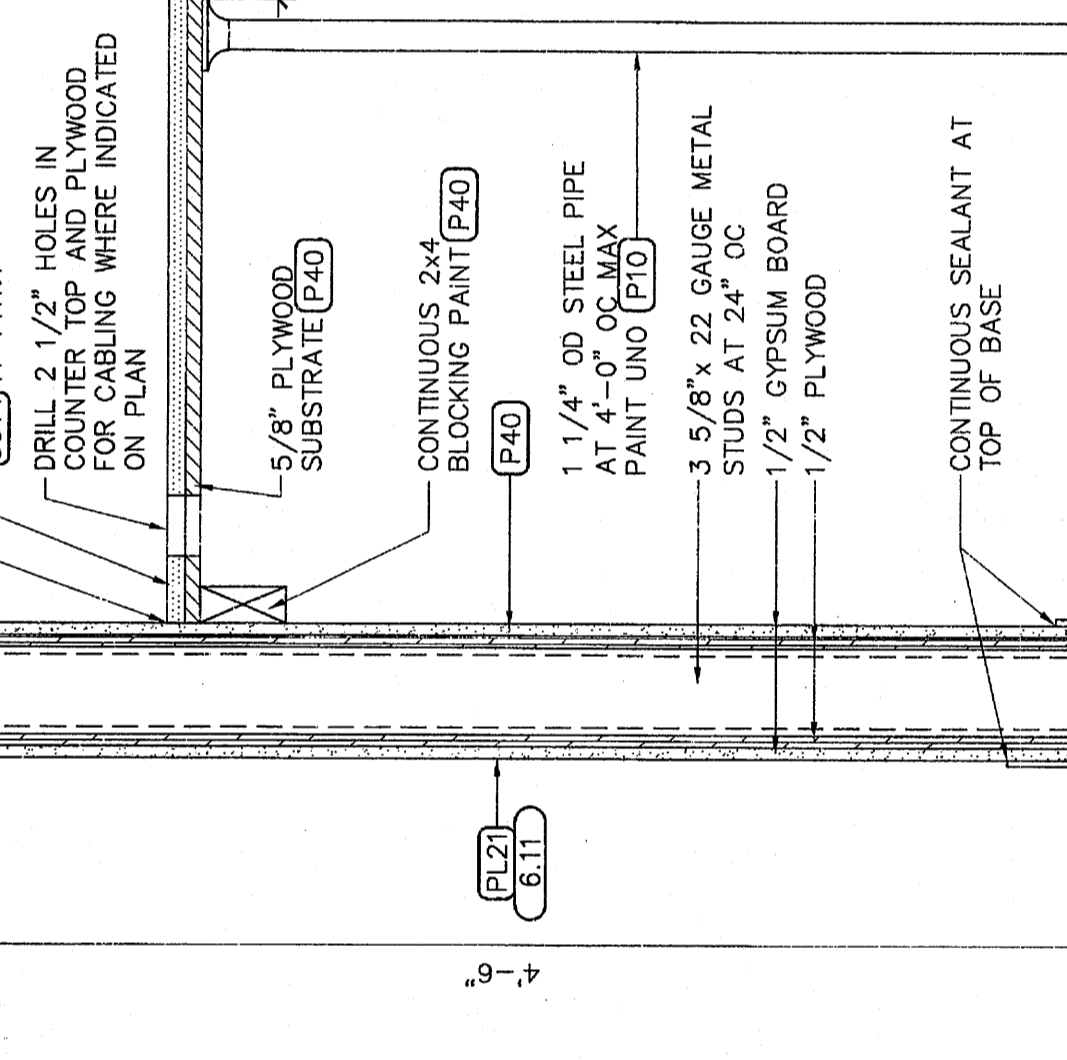 DRILL 2 1/2" HOLES IN
COUNTER TOP AND PLYWOOD
FOR CABLING WHERE INDICATED
ON PLAN
5/8" PLYWOOD
SUBSTRATE P40
CONTINUOUS 2x4
BLOCKING PAINT P40
P40
1 1/4" OD STEEL PIPE
AT 4'-0" OC MAX
PAINT UNO P10
3 5/8"x 22 GAUGE METAL
STUDS AT 24" OC
1/2" GYPSUM BOARD
1/2" PLYWOOD
CONTINUOUS SEALANT AT
TOP OF BASE
PL21
6.11
4'-6"